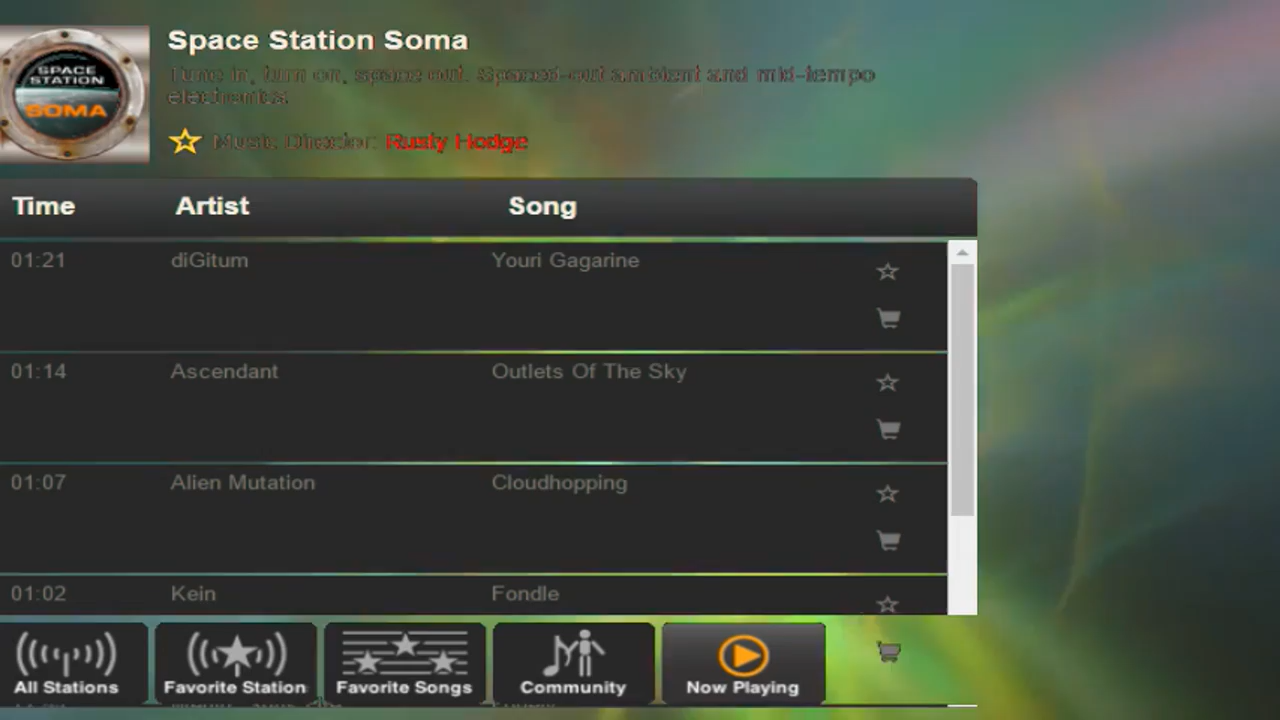 SPACE
STATION
SOMA
Space Station Soma
Tune in, turn on, space out. Spaced-out ambient and mid-tempo
electronica.
Music Director: Rusty Hodge
Time Artist Song
01:21 diGitum Youri Gagarine
01:14 Ascendant Outlets Of The Sky
01:07 Alien Mutation Cloudhopping
01:02 Kein Fondle
All Stations Favorite Station Favorite Songs Community Now Playing